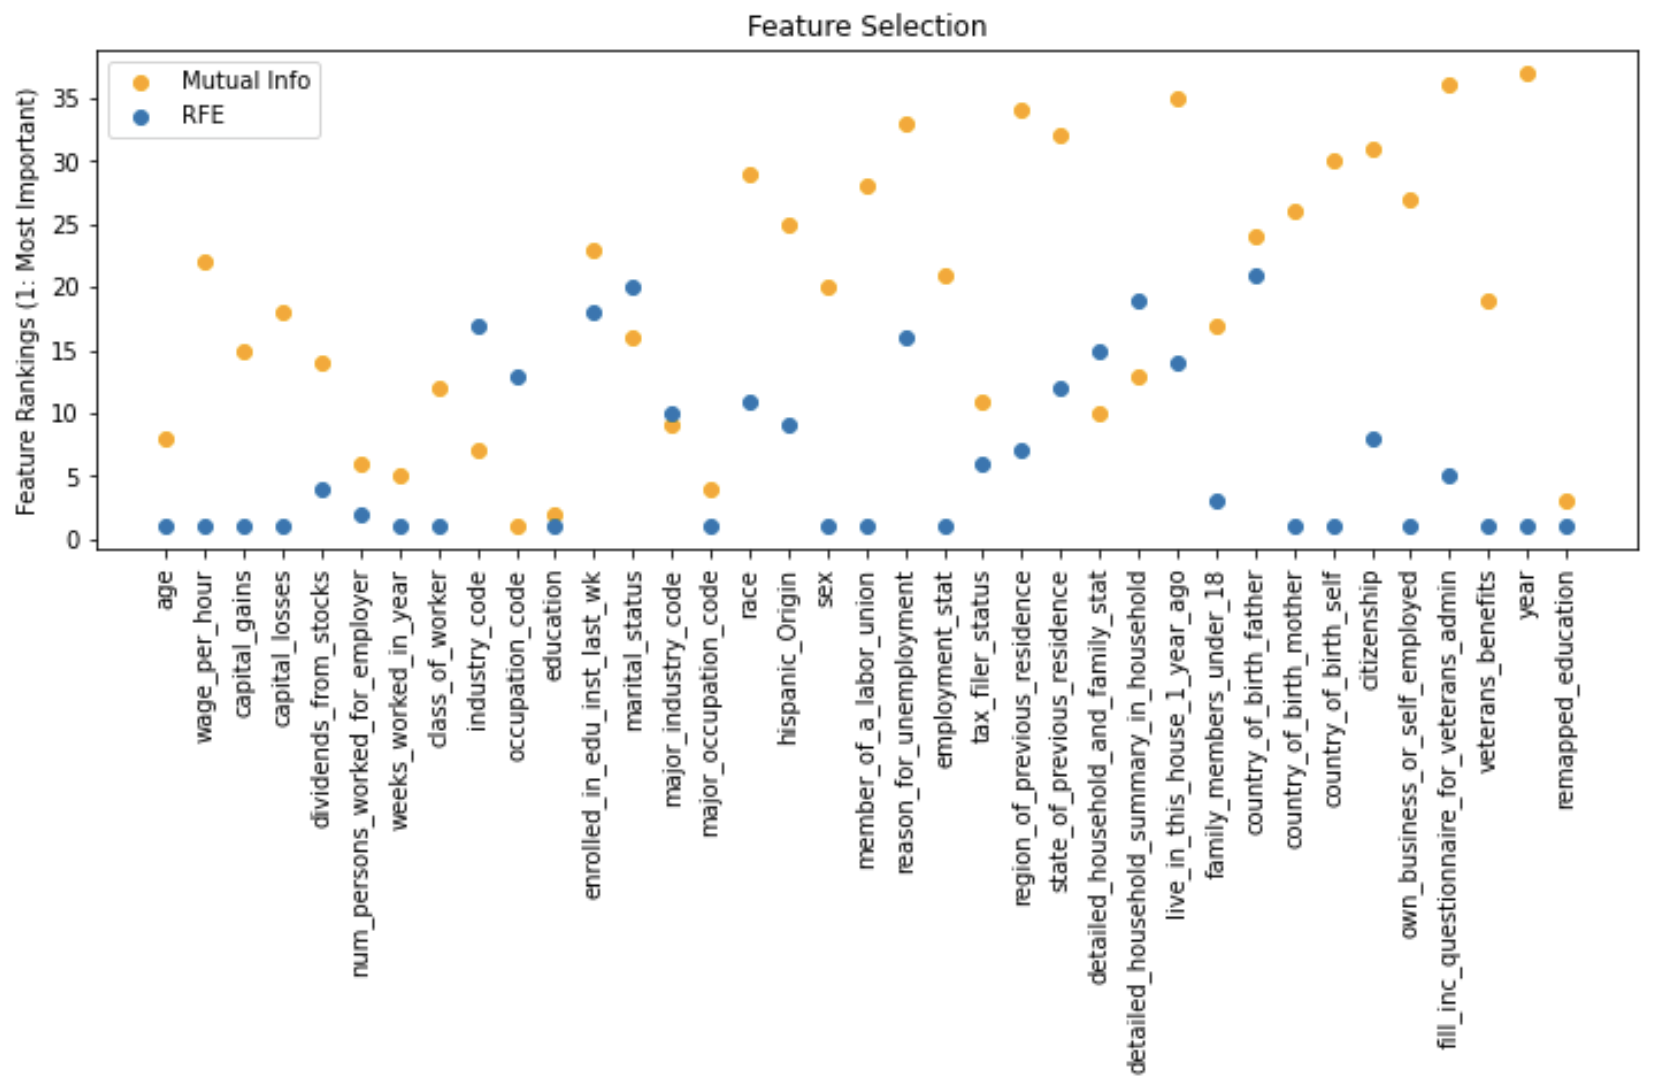 Feature Selection
Mutual Info
RFE
Feature Rankings (1: Most Important)
35
30
25
20
15
10
5
0
age
wage_per_hour
capital_gains
capital_losses
dividends_from_stocks
num_persons_worked_for_employer
weeks_worked_in_year
class_of_worker
industry_code
occupation_code
education
enrolled_in_edu_inst_last_wk
marital_status
major_industry_code
major_occupation_code
race
hispanic_Origin
sex
member_of_a_labor_union
reason_for_unemployment
employment_stat
tax_filer_status
region_of_previous_residence
state_of_previous_residence
detailed_household_and_family_stat
detailed_household_summary_in_household
live_in_this_house_1_year_ago
family_members_under_18
country_of_birth_father
country_of_birth_mother
country_of_birth_self
citizenship
own_business_or_self_employed
fill_inc_questionnaire_for_veterans_admin
veterans_benefits
year
remapped_education